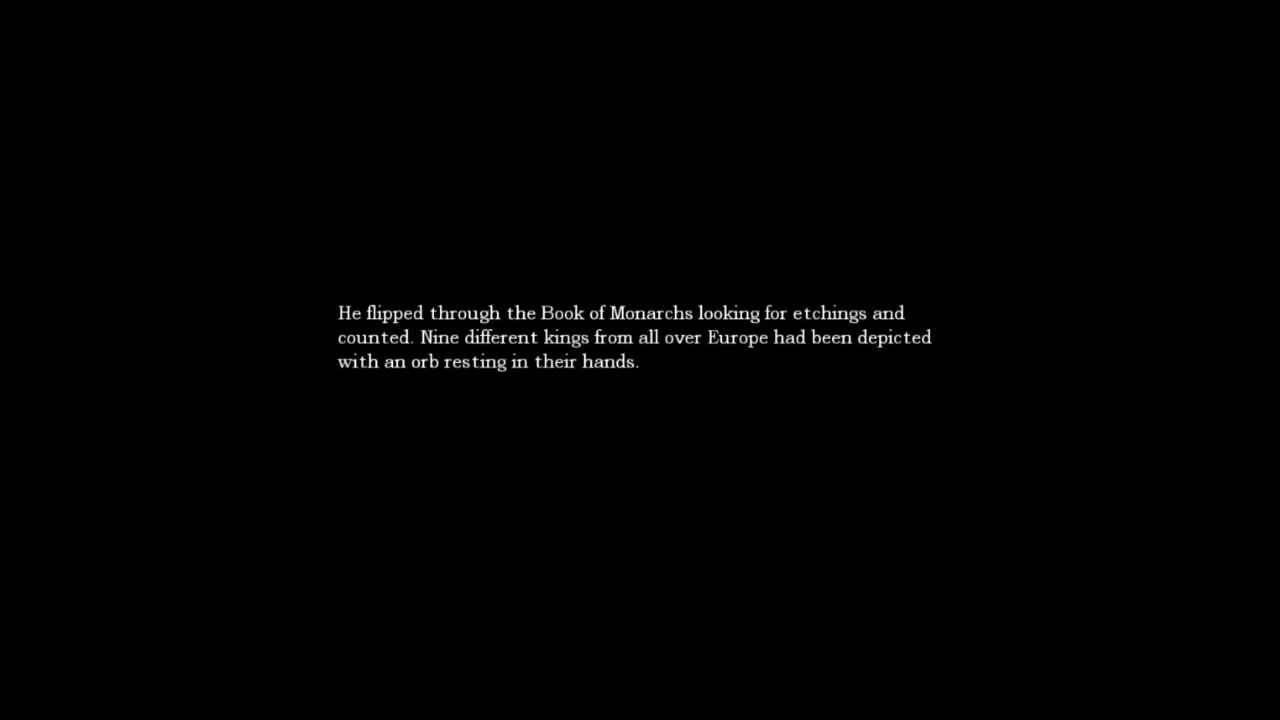 He flipped through the Book of Monarchs looking for etchings and
counted. Nine different kings from all over Europe had been depicted
with an orb resting in their hands.